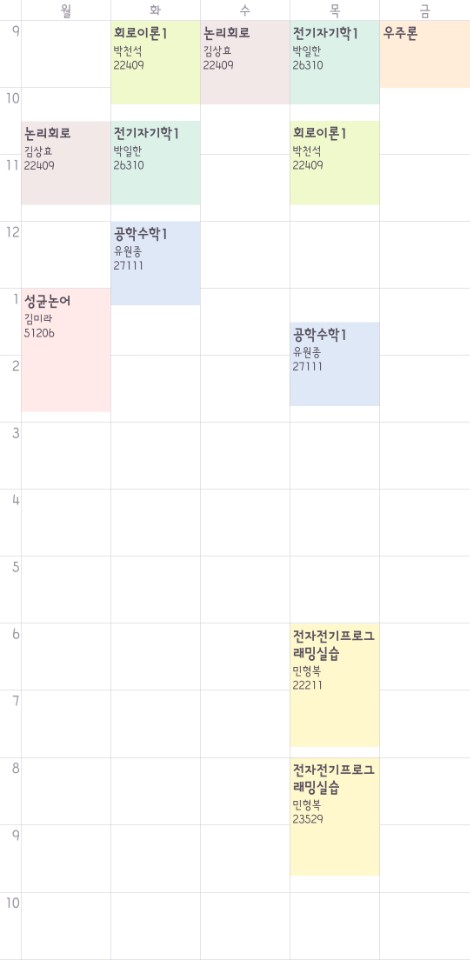 월 화 수 목 금
9
회로이론1
박천석
22409
논리회로
김상효
22409
전기자기학1
박일한
26310
우주론
10
논리회로
김상효
22409
전기자기학1
박일한
26310
회로이론1
박천석
22409
11
12
공학수학1
유원종
27111
1
성균논어
김미라
51206
공학수학1
유원종
27111
2
3
4
5
6
전자전기프로그
래밍실습
민형복
22211
7
8
전자전기프로그
래밍실습
민형복
23529
9
10